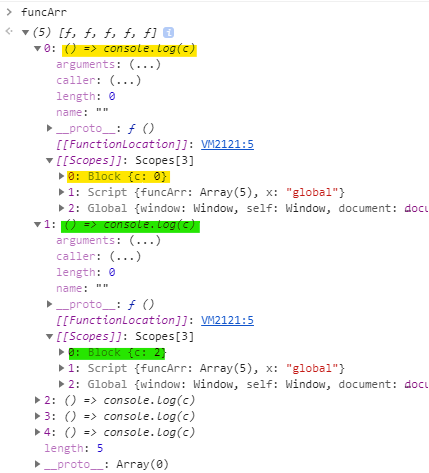 funcArr
(5) [ƒ, ƒ, ƒ, ƒ, ƒ] i
0: () => console.log(c)
arguments: (...)
caller: (...)
length: 0
name: ""
__proto__: ƒ ()
[[FunctionLocation]]: VM2121:5
[[Scopes]]: Scopes[3]
0: Block {c: 0}
1: Script {funcArr: Array(5), x: "global"}
2: Global {window: Window, self: Window, document: docu
1: () => console.log(c)
arguments: (...)
caller: (...)
length: 0
name: ""
__proto__: ƒ ()
[[FunctionLocation]]: VM2121:5
[[Scopes]]: Scopes[3]
0: Block {c: 2}
1: Script {funcArr: Array(5), x: "global"}
2: Global {window: Window, self: Window, document: docu
2: () => console.log(c)
3: () => console.log(c)
4: () => console.log(c)
length: 5
__proto__: Array(0)